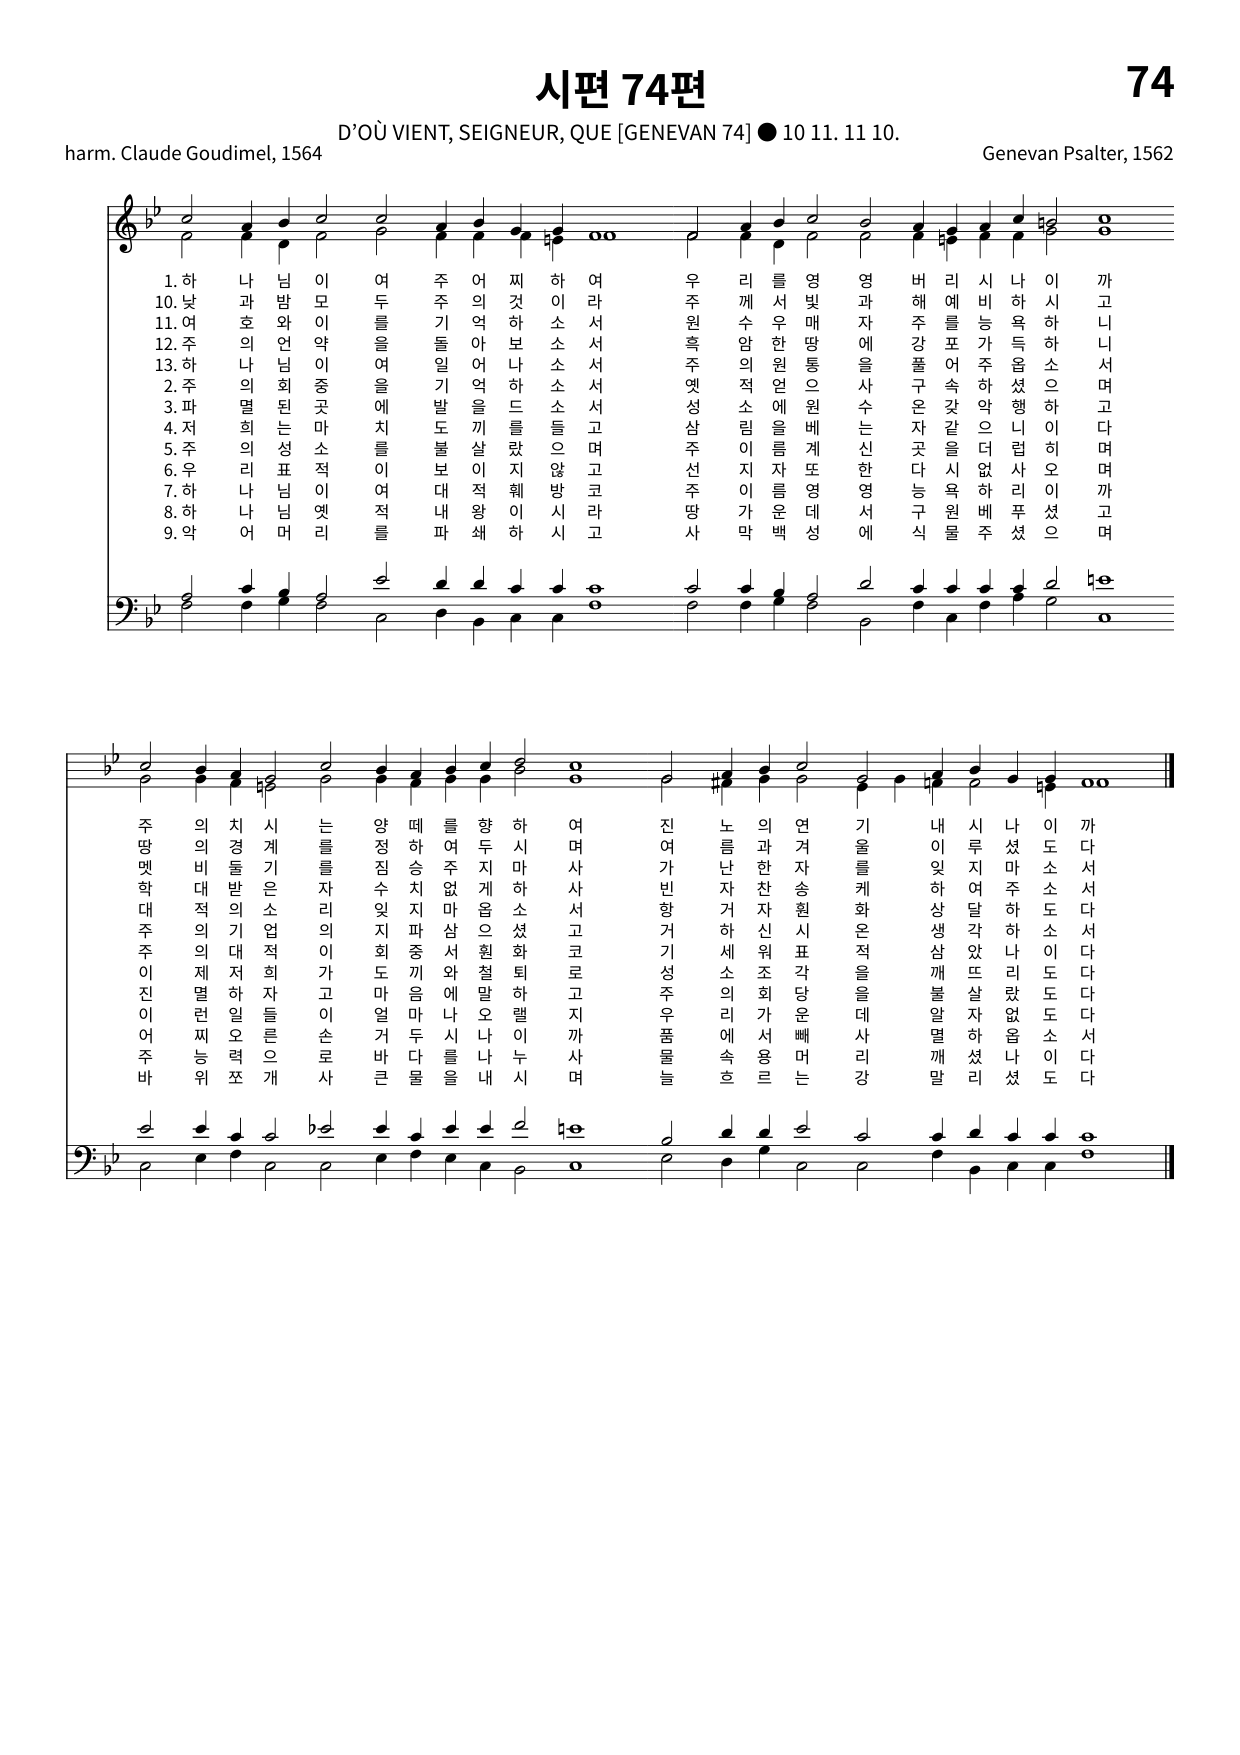 시편 74편
74
D’OÙ VIENT, SEIGNEUR, QUE [GENEVAN 74] ● 10 11. 11 10.
harm. Claude Goudimel, 1564
Genevan Psalter, 1562
1. 하 나 님 이 여 주 어 찌 하 여 우 리 를 영 영 버 리 시 나 이 까
10. 낮 과 밤 모 두 주 의 것 이 라 주 께 서 빛 과 해 예 비 하 시 고
11. 여 호 와 이 를 기 억 하 소 서 원 수 우 매 자 주 를 능 욕 하 니
12. 주 의 언 약 을 돌 아 보 소 서 흑 암 한 땅 에 강 포 가 득 하 니
13. 하 나 님 이 여 일 어 나 소 서 주 의 원 통 을 풀 어 주 옵 소 서
2. 주 의 회 중 을 기 억 하 소 서 옛 적 얻 으 사 구 속 하 셨 으 며
3. 파 멸 된 곳 에 발 을 드 소 서 성 소 에 원 수 온 갖 악 행 하 고
4. 저 희 는 마 치 도 끼 를 들 고 삼 림 을 베 는 자 같 으 니 이 다
5. 주 의 성 소 를 불 살 랐 으 며 주 이 름 계 신 곳 을 더 럽 히 며
6. 우 리 표 적 이 보 이 지 않 고 선 지 자 또 한 다 시 없 사 오 며
7. 하 나 님 이 여 대 적 훼 방 코 주 이 름 영 영 능 욕 하 리 이 까
8. 하 나 님 옛 적 내 왕 이 시 라 땅 가 운 데 서 구 원 베 푸 셨 고
9. 악 어 머 리 를 파 쇄 하 시 고 사 막 백 성 에 식 물 주 셨 으 며
주 의 치 시 는 양 떼 를 향 하 여 진 노 의 연 기 내 시 나 이 까
땅 의 경 계 를 정 하 여 두 시 며 여 름 과 겨 울 이 루 셨 도 다
멧 비 둘 기 를 짐 승 주 지 마 사 가 난 한 자 를 잊 지 마 소 서
학 대 받 은 자 수 치 없 게 하 사 빈 자 찬 송 케 하 여 주 소 서
대 적 의 소 리 잊 지 마 옵 소 서 항 거 자 훤 화 상 달 하 도 다
주 의 기 업 의 지 파 삼 으 셨 고 거 하 신 시 온 생 각 하 소 서
주 의 대 적 이 회 중 서 훤 화 코 기 세 워 표 적 삼 았 나 이 다
이 제 저 희 가 도 끼 와 철 퇴 로 성 소 조 각 을 깨 뜨 리 도 다
진 멸 하 자 고 마 음 에 말 하 고 주 의 회 당 을 불 살 랐 도 다
이 런 일 들 이 얼 마 나 오 랠 지 우 리 가 운 데 알 자 없 도 다
어 찌 오 른 손 거 두 시 나 이 까 품 에 서 빼 사 멸 하 옵 소 서
주 능 력 으 로 바 다 를 나 누 사 물 속 용 머 리 깨 셨 나 이 다
바 위 쪼 개 사 큰 물 을 내 시 며 늘 흐 르 는 강 말 리 셨 도 다